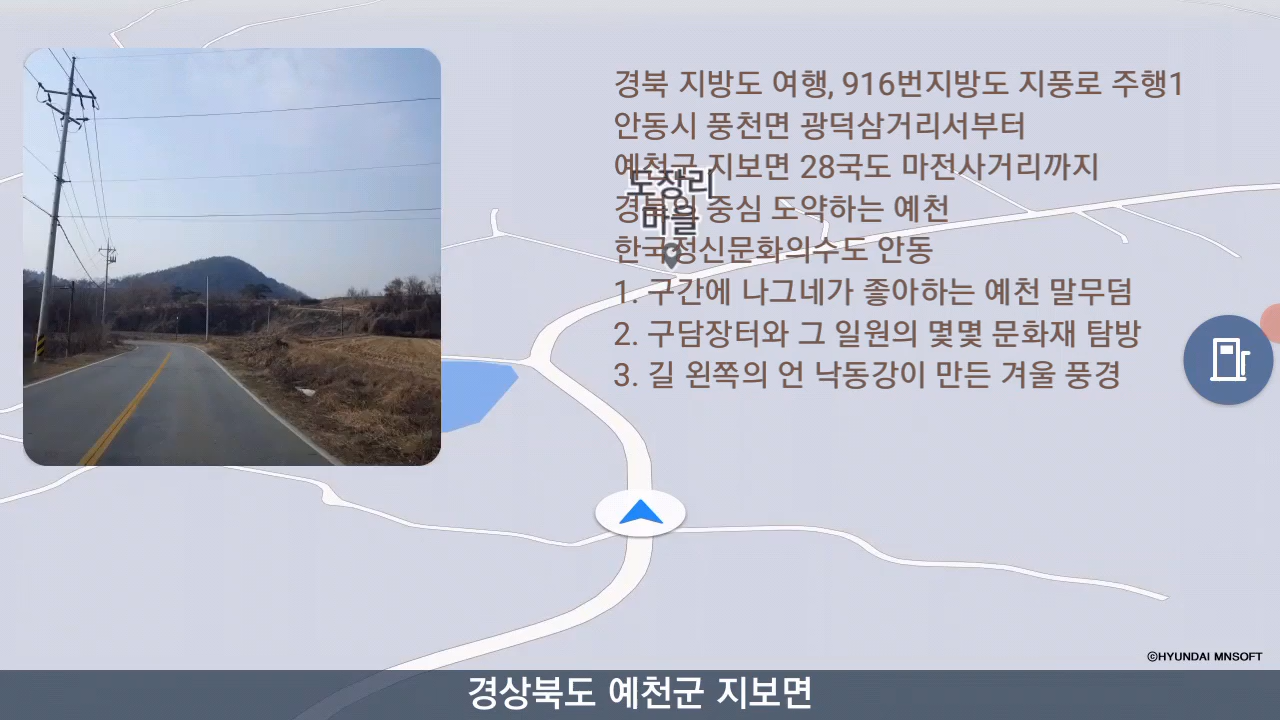 경북 지방도 여행, 916번지방도 지풍로 주행1
안동시 풍천면 광덕삼거리서부터
예천군 지보면 28국도 마전사거리까지
도장리
마을
경북의 중심 도약하는 예천
한국정신문화의수도 안동
1. 구간에 나그네가 좋아하는 예천 말무덤
2. 구담장터와 그 일원의 몇몇 문화재 탐방
3. 길 왼쪽의 언 낙동강이 만든 겨울 풍경
©HYUNDAI MNSOFT
경상북도 예천군 지보면